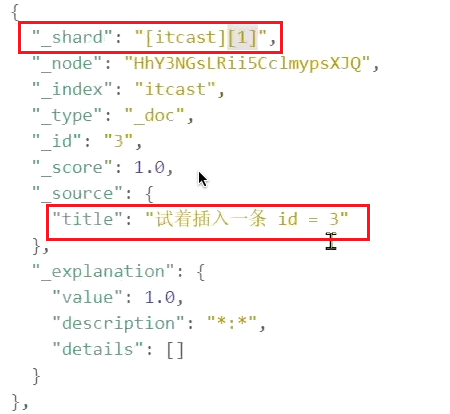 {
"_shard": "[itcast][1]",
"_node": "HhY3NGsLRii5CclmypsXJQ",
"_index": "itcast",
"_type": "_doc",
"_id": "3",
"_score": 1.0,
"_source": {
"title": "试着插入一条 id = 3"
},
"_explanation": {
"value": 1.0,
"description": "*:*",
"details": []
}
},